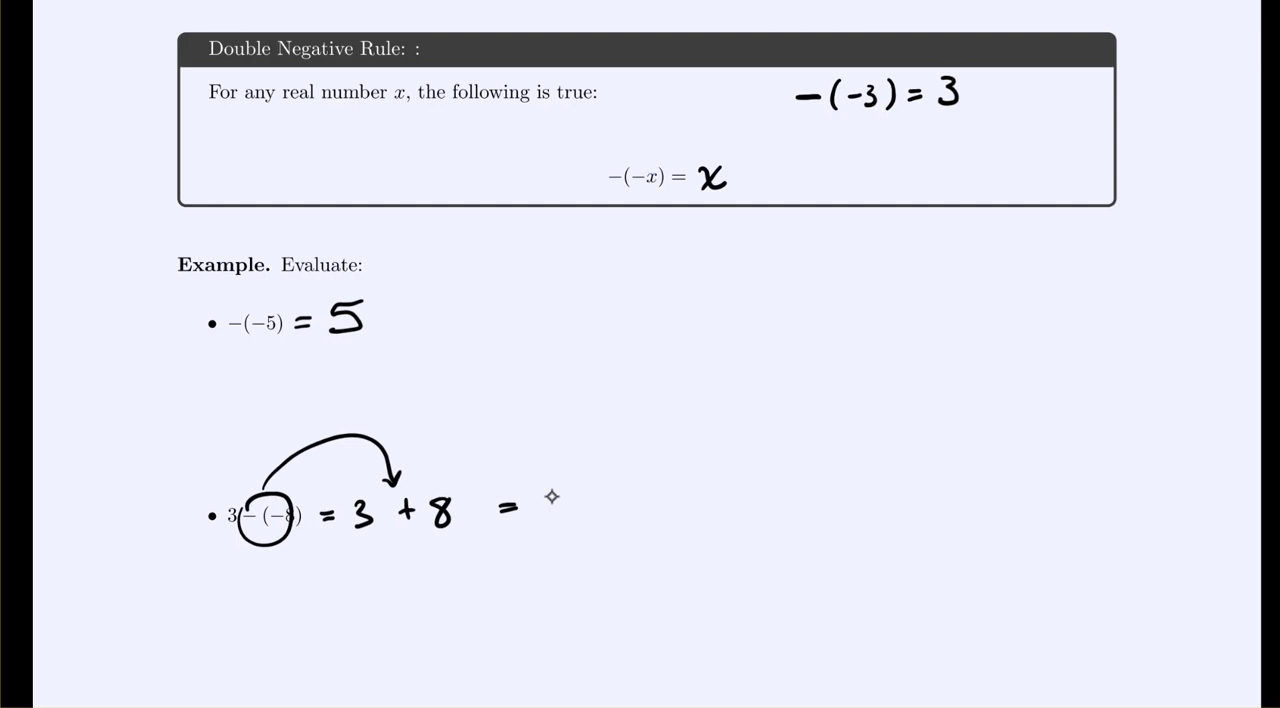 Double Negative Rule: :
For any real number x, the following is true: -(-3) = 3
−(−x) = x
Example. Evaluate:
• −(−5) = 5
• 3 − (−8) = 3 + 8 =